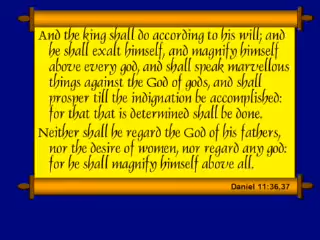 And the king shall do according to his will; and
he shall exalt himself, and magnify himself
above every god, and shall speak marvellous
things against the God of gods, and shall
prosper till the indignation be accomplished:
for that that is determined shall be done.
Neither shall he regard the God of his fathers,
nor the desire of women, nor regard any god:
for he shall magnify himself above all.
Daniel 11:36,37